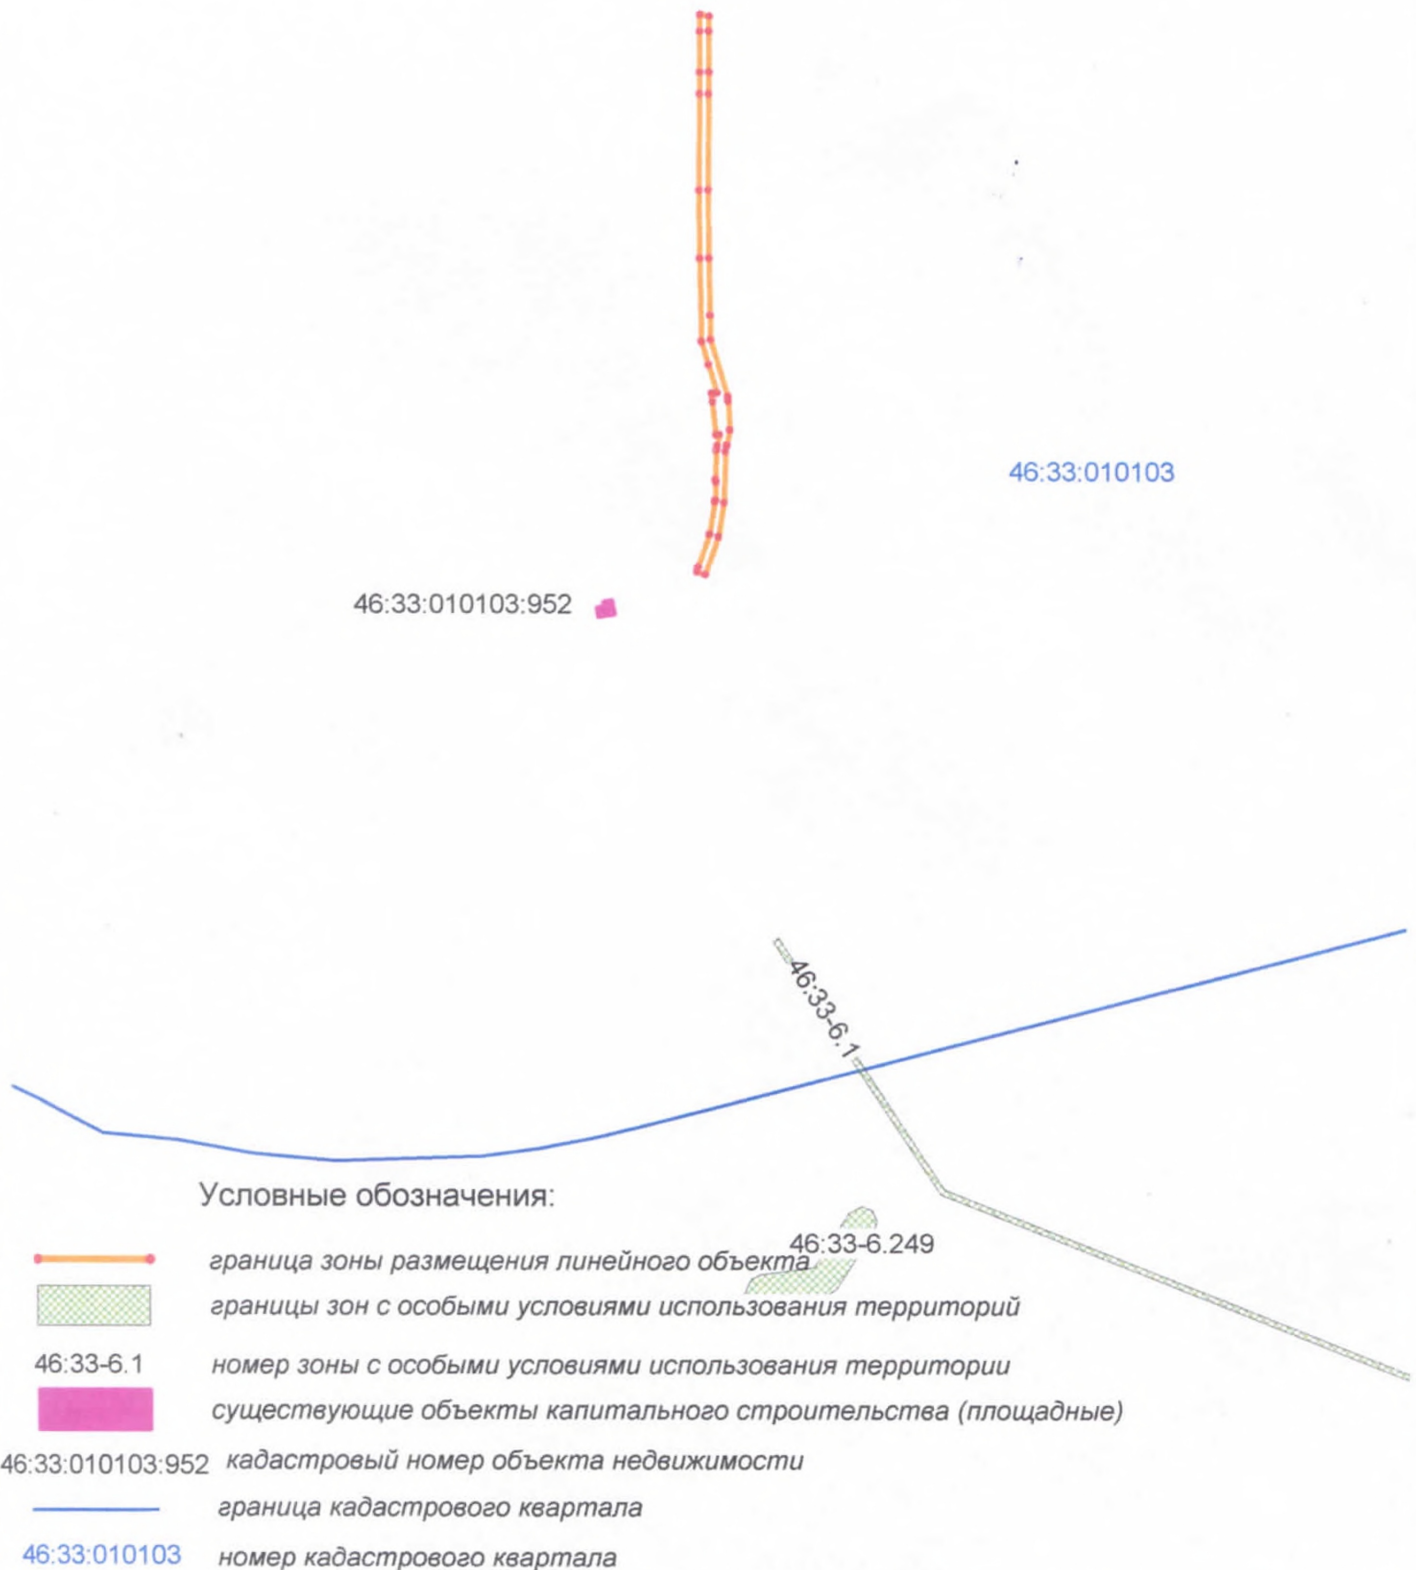 46:33:010103
46:33:010103:952
46:33-6.1
Условные обозначения:
46:33-6.249
граница зоны размещения линейного объекта
границы зон с особыми условиями использования территорий
46:33-6.1 номер зоны с особыми условиями использования территории
существующие объекты капитального строительства (площадные)
46:33:010103:952 кадастровый номер объекта недвижимости
граница кадастрового квартала
46:33:010103 номер кадастрового квартала